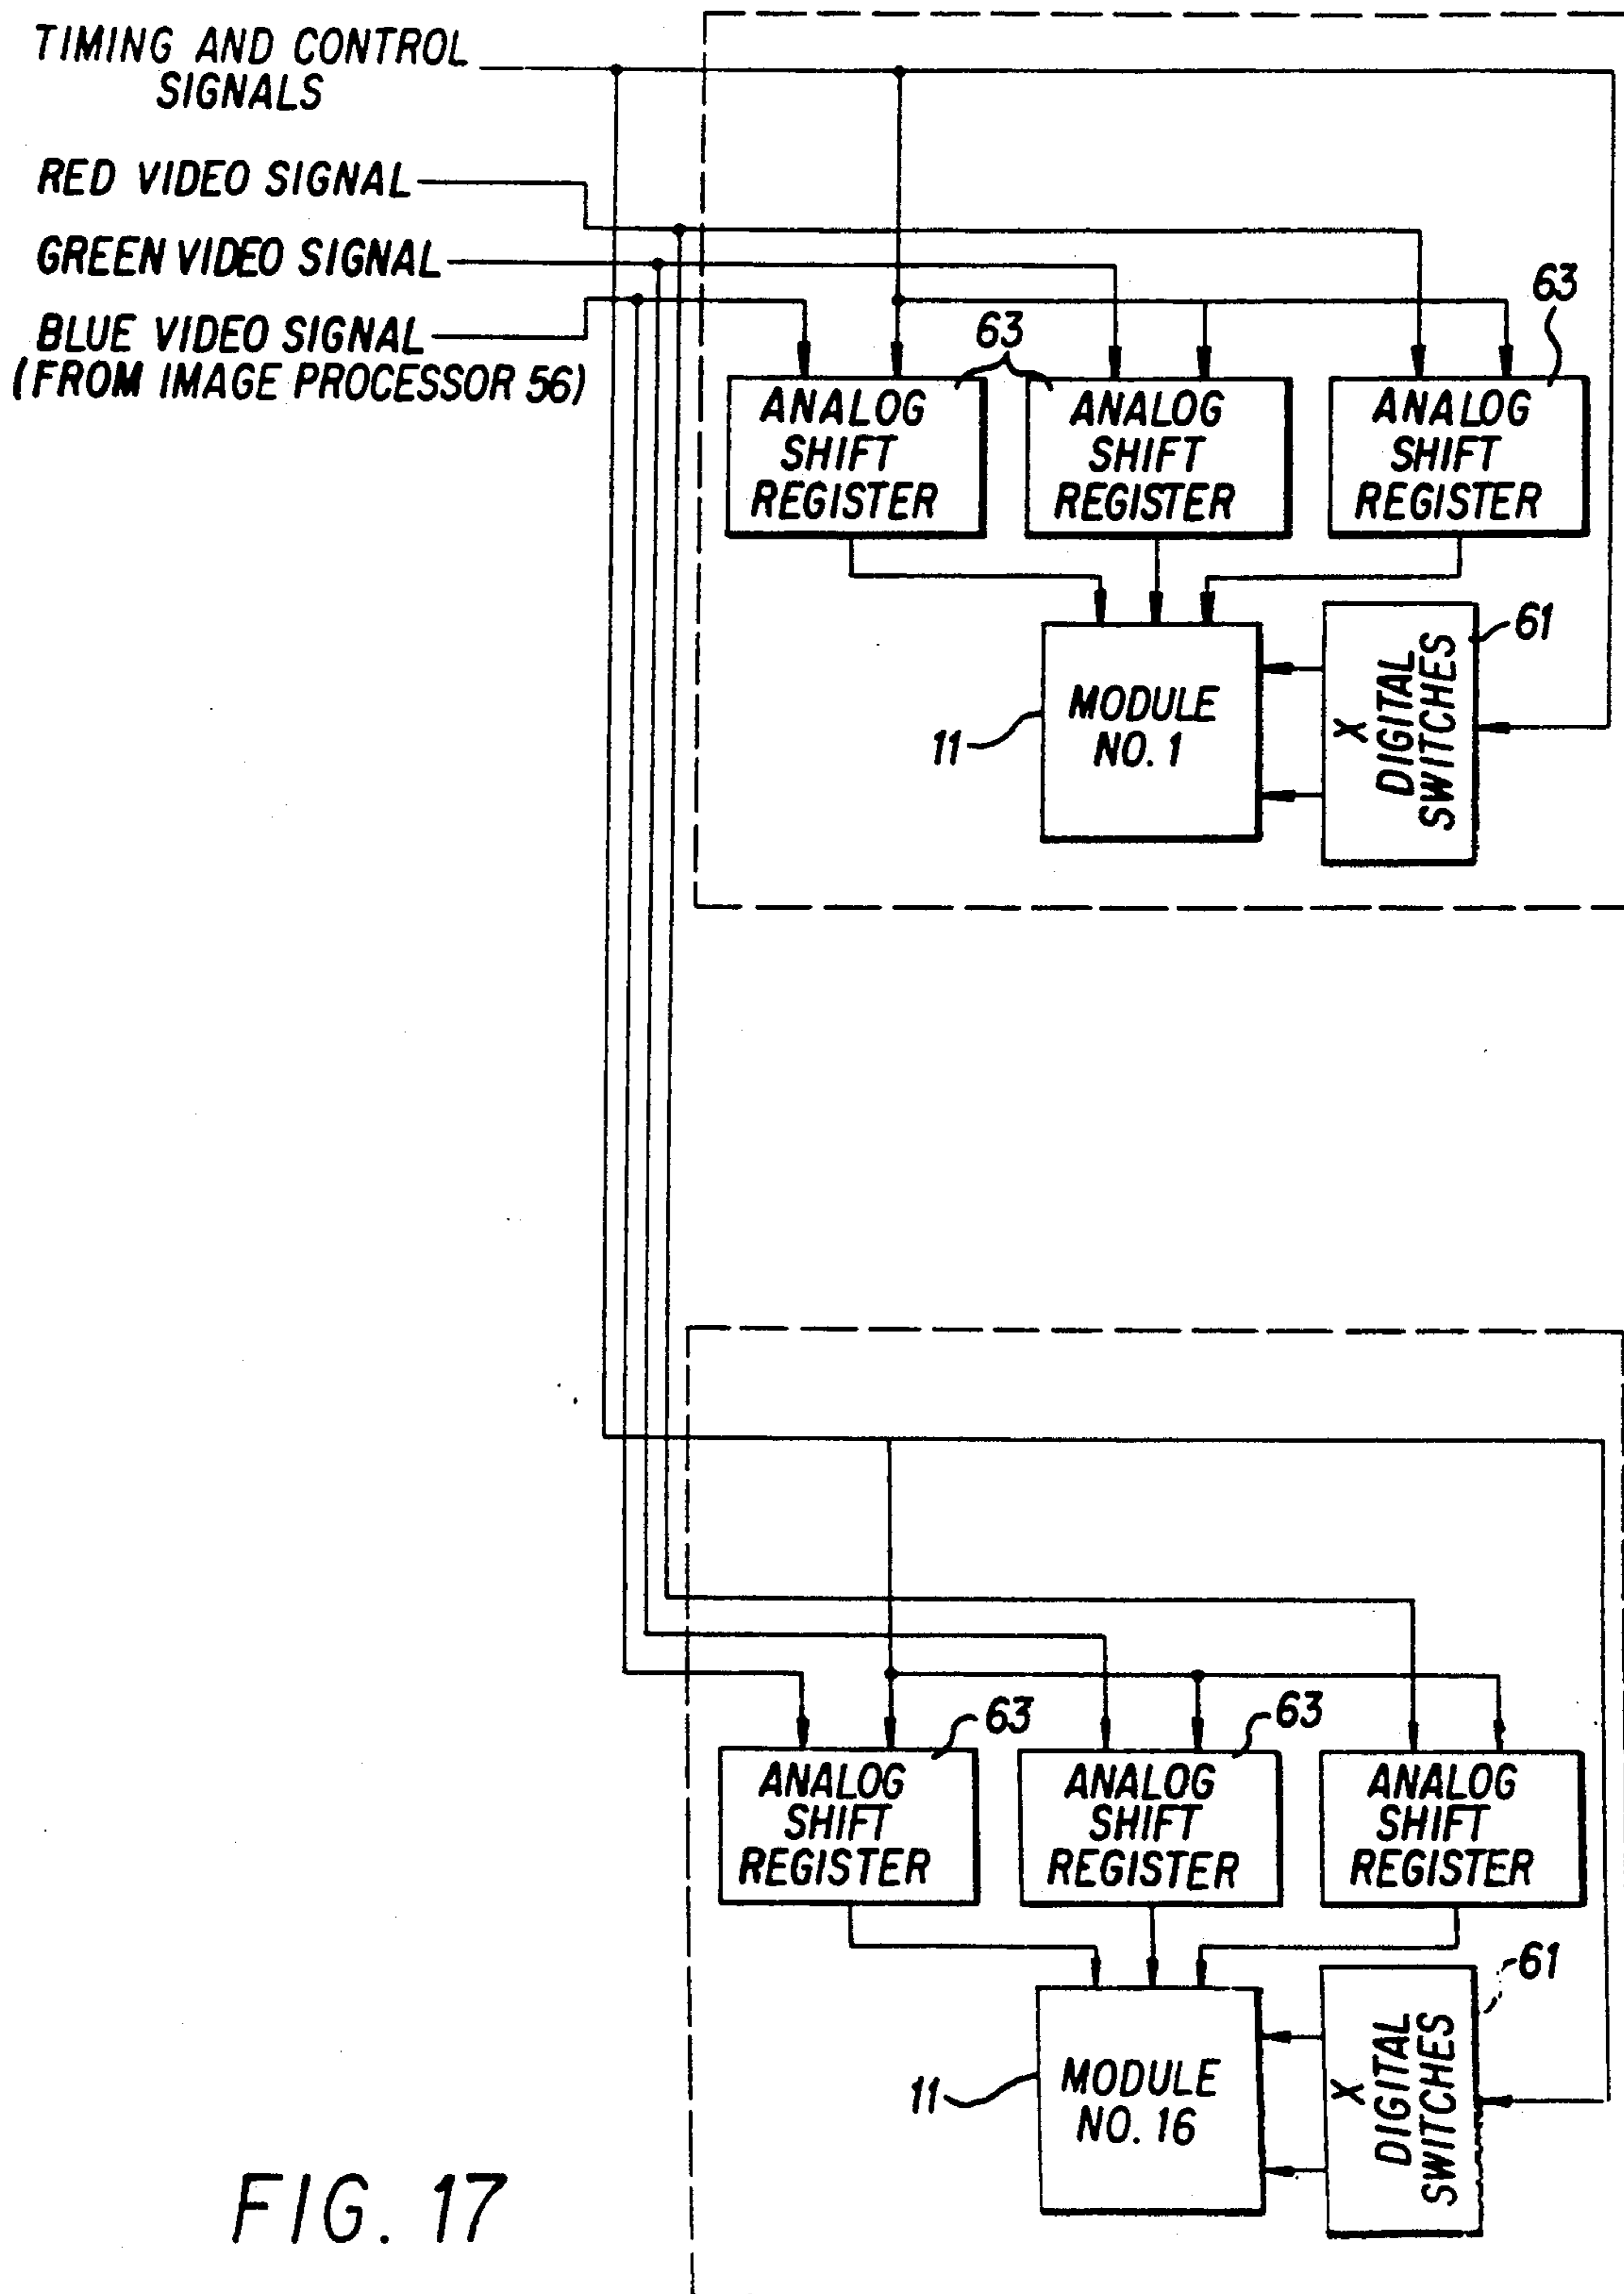 TIMING AND CONTROL
SIGNALS
RED VIDEO SIGNAL
GREEN VIDEO SIGNAL
BLUE VIDEO SIGNAL
(FROM IMAGE PROCESSOR 56)
63
63
ANALOG
SHIFT
REGISTER
ANALOG
SHIFT
REGISTER
ANALOG
SHIFT
REGISTER
11
MODULE
NO. 1
X
DIGITAL
SWITCHES
61
63
63
ANALOG
SHIFT
REGISTER
ANALOG
SHIFT
REGISTER
ANALOG
SHIFT
REGISTER
11
MODULE
NO. 16
X
DIGITAL
SWITCHES
61
FIG. 17